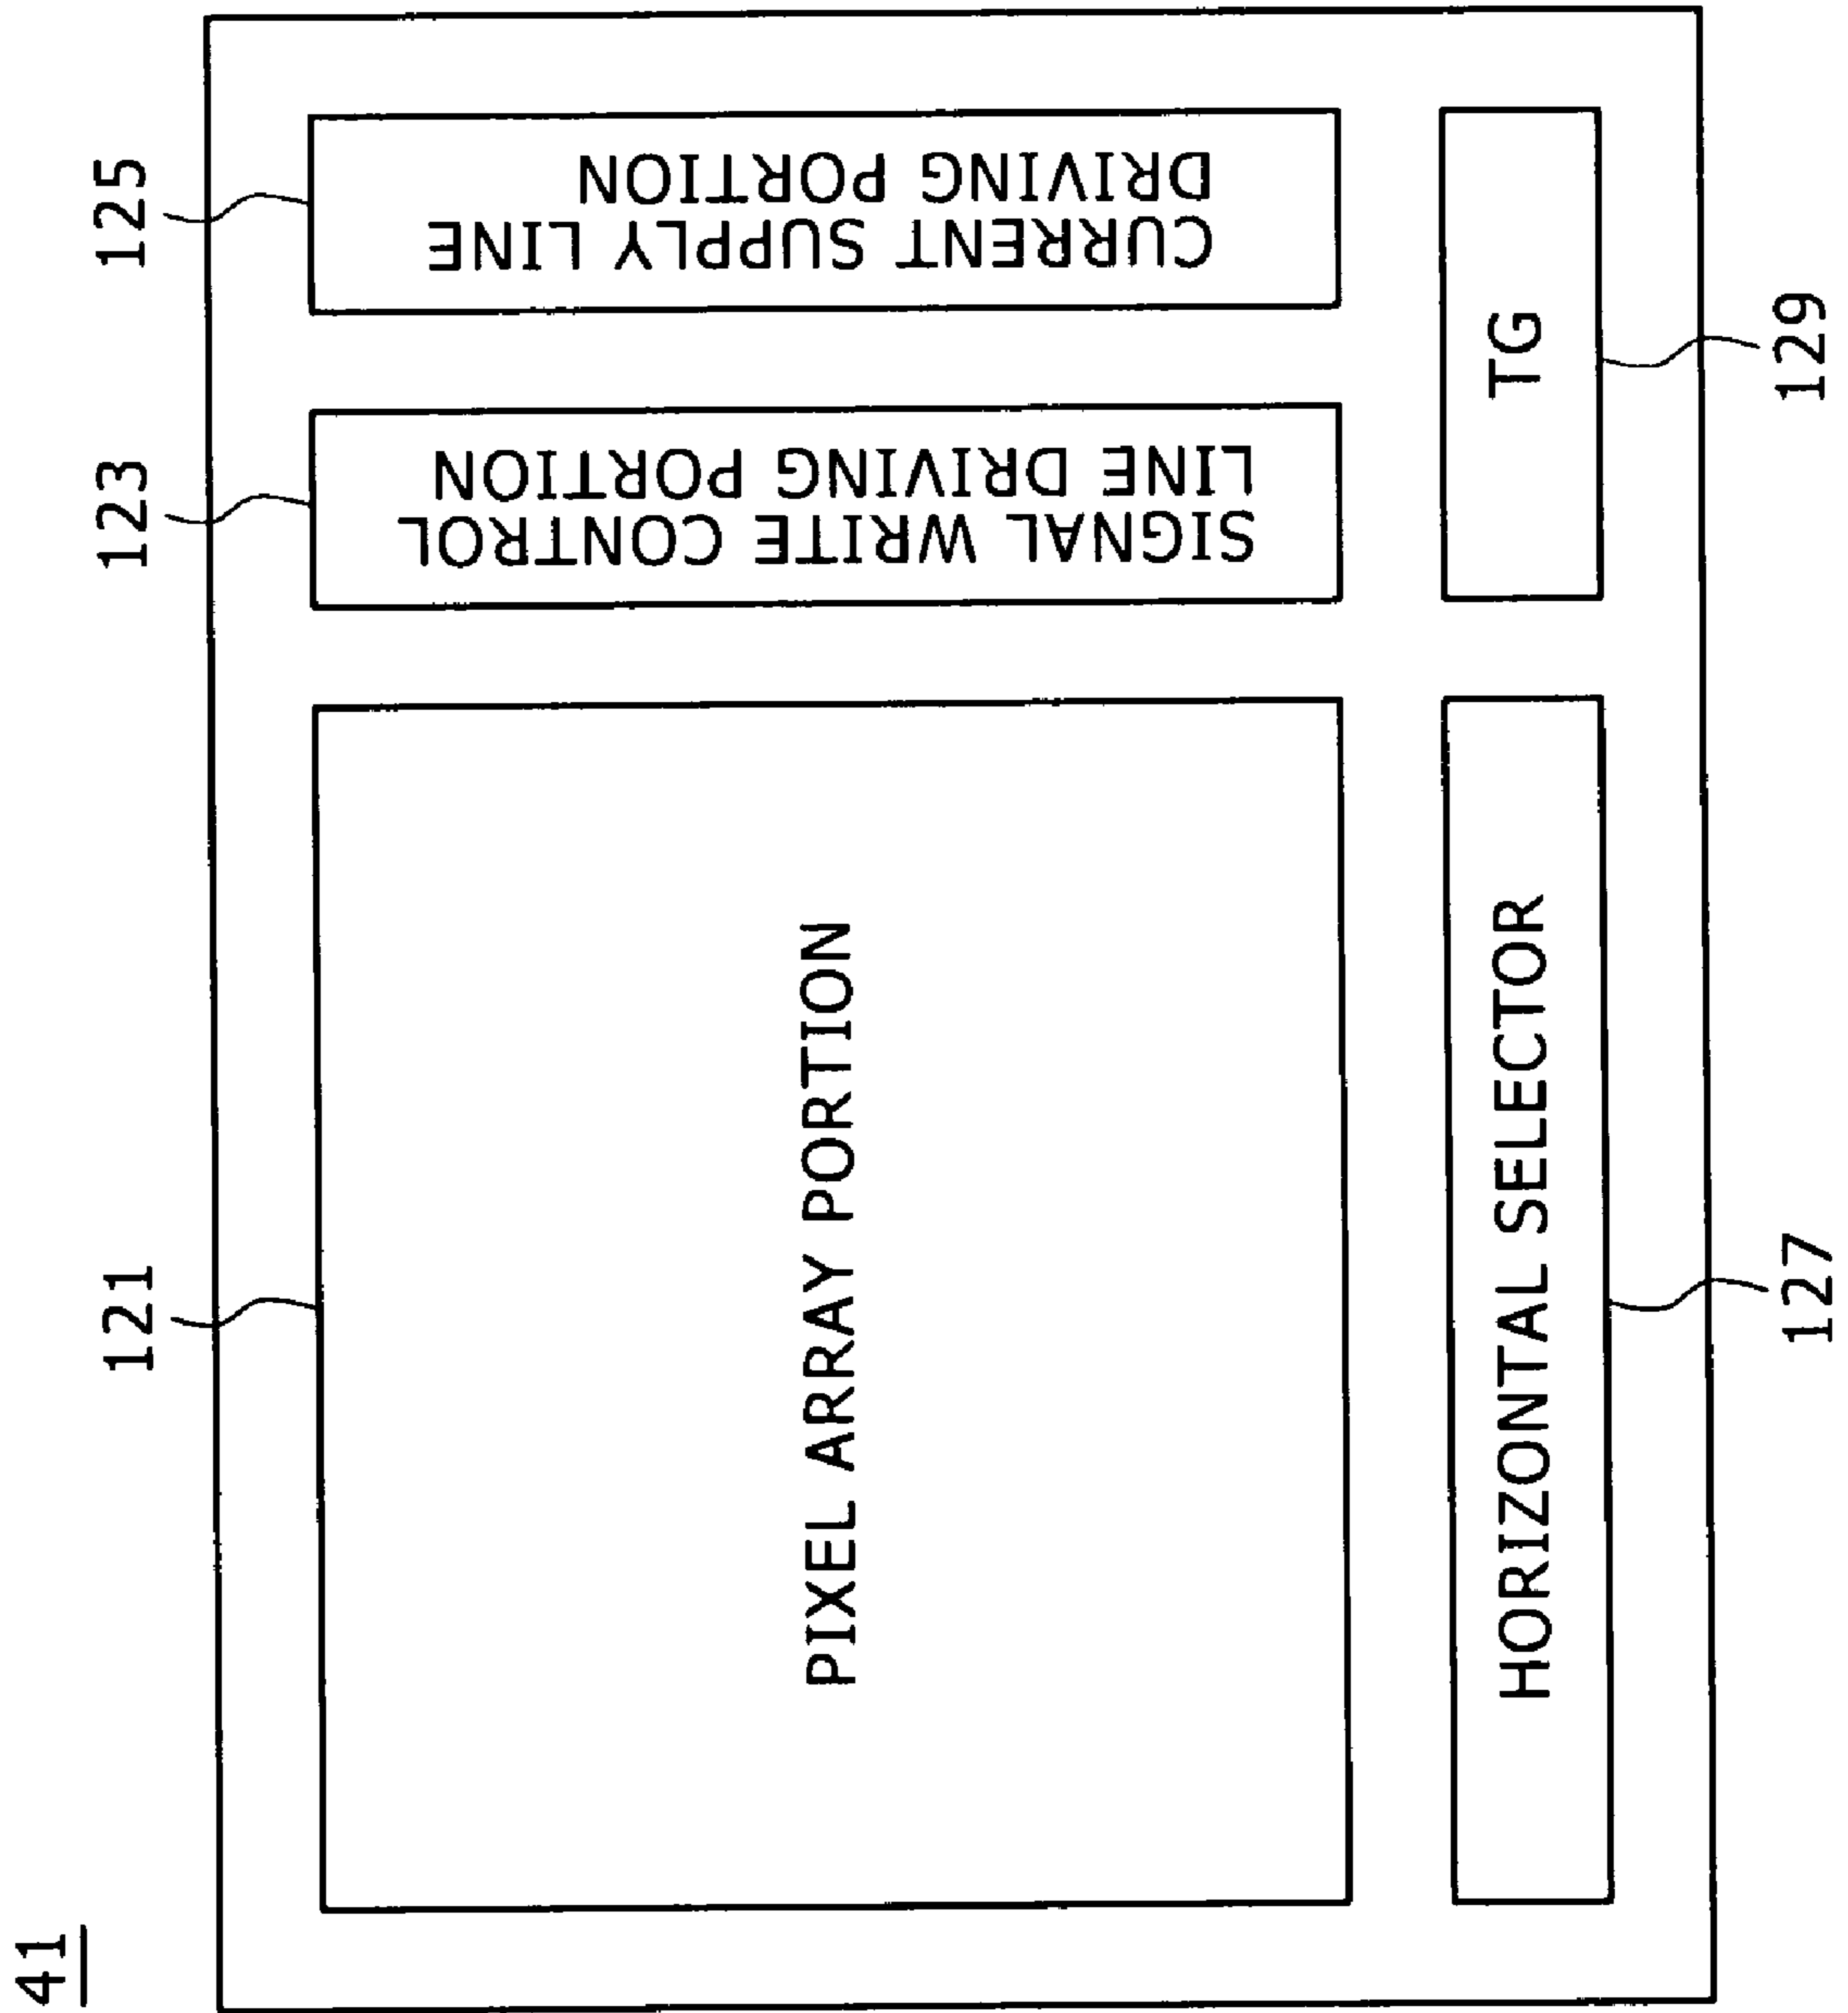 41
121
123
125
PIXEL ARRAY PORTION
SIGNAL WRITE CONTROL
LINE DRIVING PORTION
CURRENT SUPPLY LINE
DRIVING PORTION
HORIZONTAL SELECTOR
TG
127
129